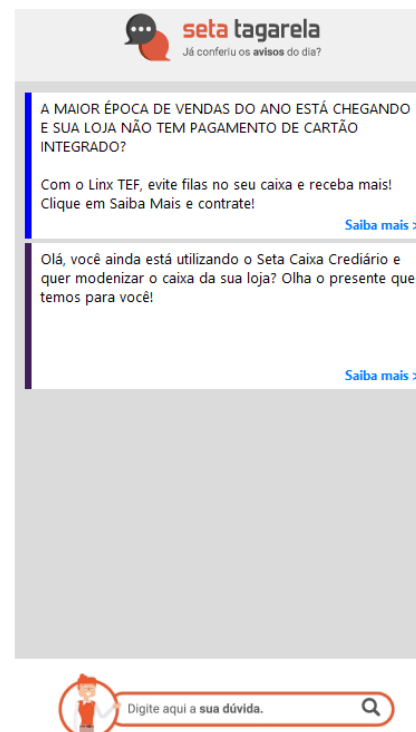 seta tagarela
Já conferiu os avisos do dia?
A MAIOR ÉPOCA DE VENDAS DO ANO ESTÁ CHEGANDO
E SUA LOJA NÃO TEM PAGAMENTO DE CARTÃO
INTEGRADO?
Com o Linx TEF, evite filas no seu caixa e receba mais!
Clique em Saiba Mais e contrate!
Saiba mais >
Olá, você ainda está utilizando o Seta Caixa Crediário e
quer modenizar o caixa da sua loja? Olha o presente que
temos para você!
Saiba mais >
Digite aqui a sua dúvida.